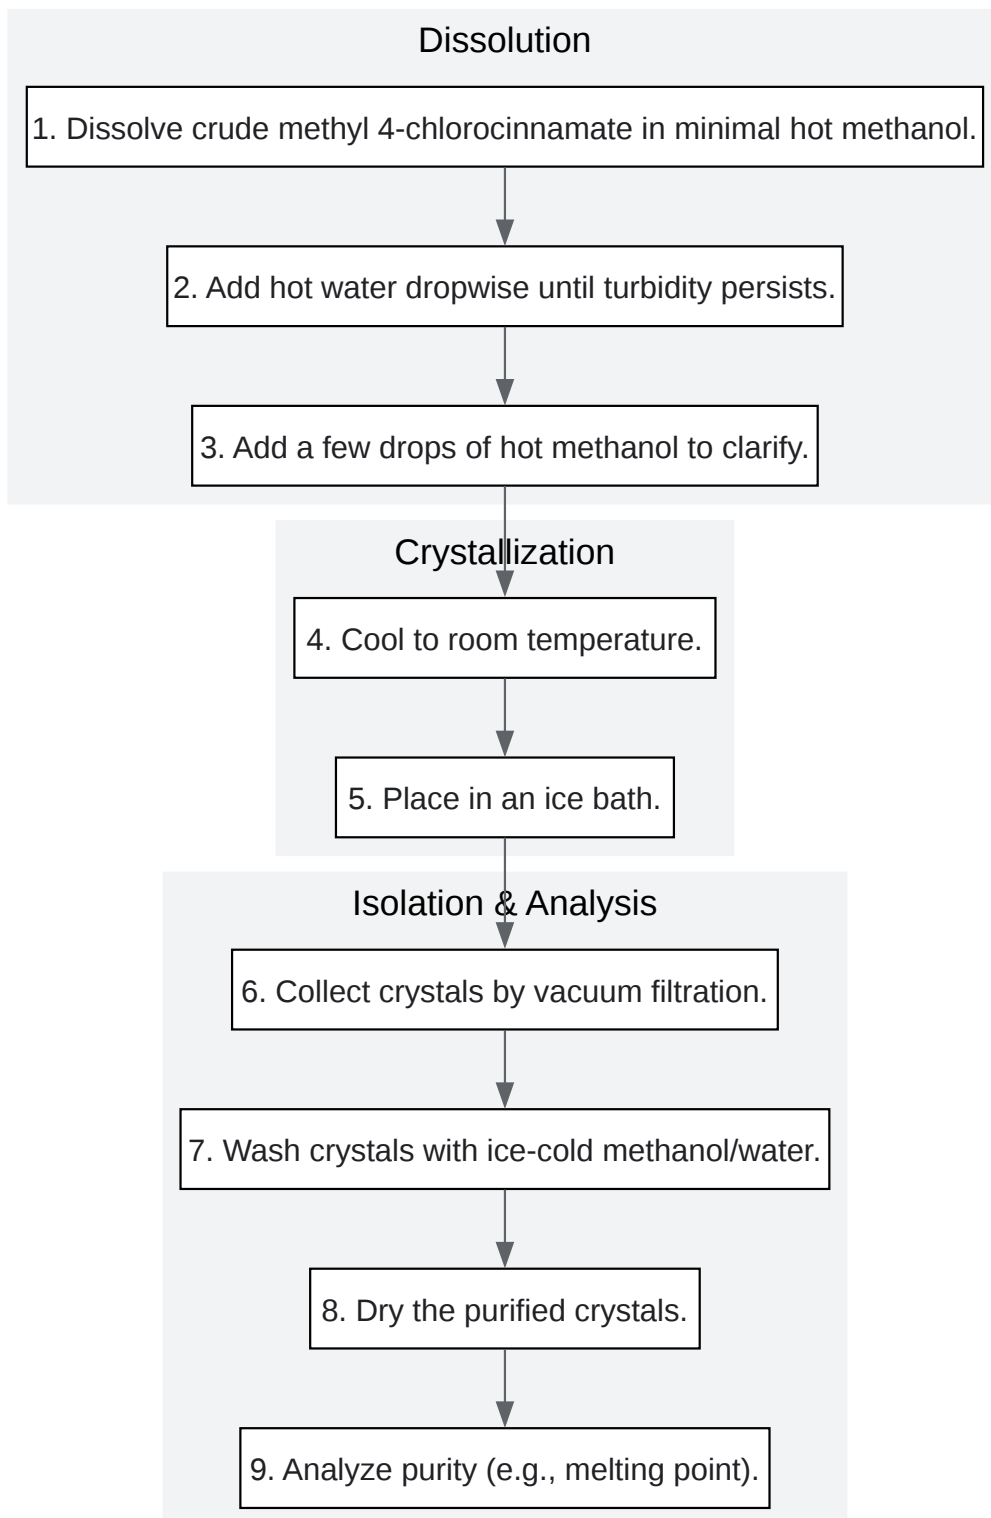 Dissolution
1. Dissolve crude methyl 4-chlorocinnamate in minimal hot methanol.
2. Add hot water dropwise until turbidity persists.
3. Add a few drops of hot methanol to clarify.
Crystallization
4. Cool to room temperature.
5. Place in an ice bath.
Isolation & Analysis
6. Collect crystals by vacuum filtration.
7. Wash crystals with ice-cold methanol/water.
8. Dry the purified crystals.
9. Analyze purity (e.g., melting point).